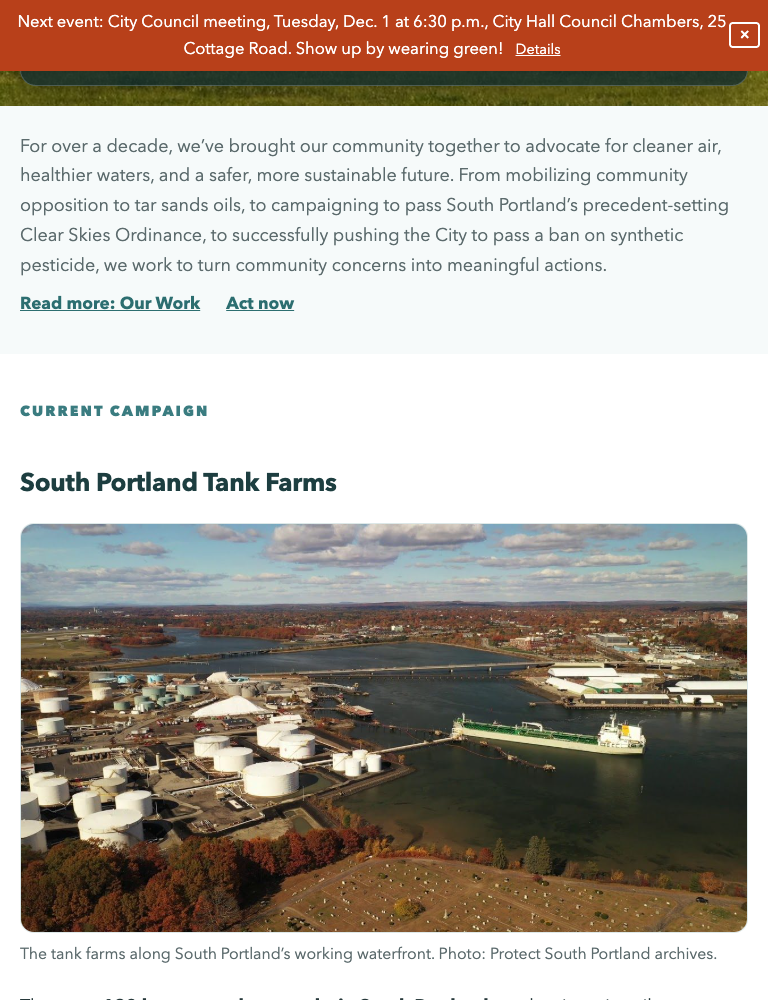 Next event: City Council meeting, Tuesday, Dec. 1 at 6:30 p.m., City Hall Council Chambers, 25
Cottage Road. Show up by wearing green! Details
×
For over a decade, we’ve brought our community together to advocate for cleaner air,
healthier waters, and a safer, more sustainable future. From mobilizing community
opposition to tar sands oils, to campaigning to pass South Portland’s precedent-setting
Clear Skies Ordinance, to successfully pushing the City to pass a ban on synthetic
pesticide, we work to turn community concerns into meaningful actions.
Read more: Our Work Act now
CURRENT CAMPAIGN
South Portland Tank Farms
The tank farms along South Portland’s working waterfront. Photo: Protect South Portland archives.